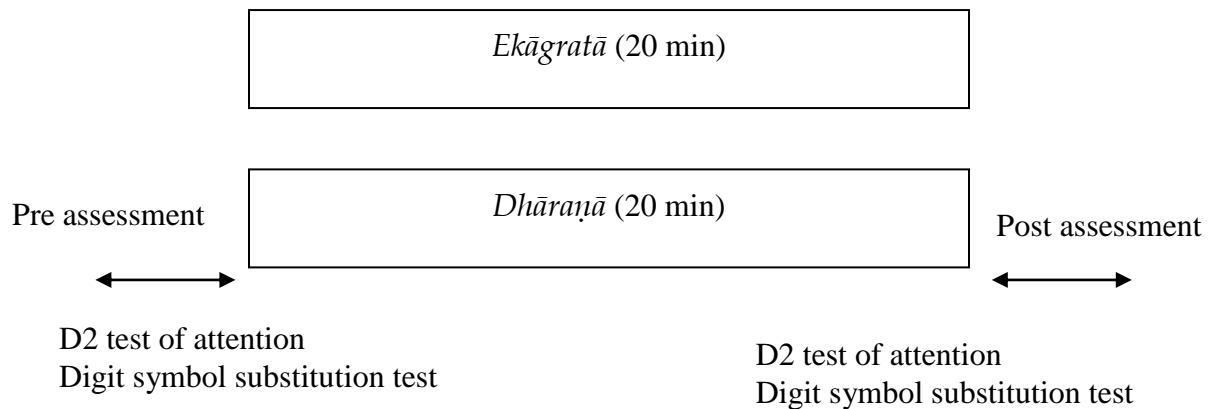 Ekāgratā (20 min)
Dhāraṇā (20 min)
Pre assessment
Post assessment
D2 test of attention
Digit symbol substitution test
D2 test of attention
Digit symbol substitution test